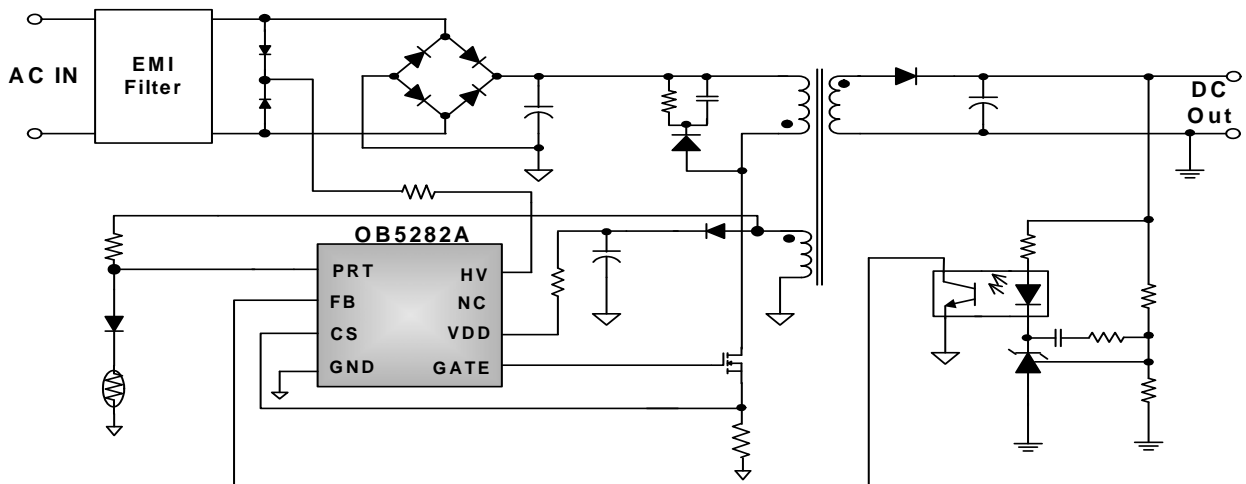 AC IN
EMI
Filter
DC
Out
OB5282A
PRT
FB
CS
GND
HV
NC
VDD
GATE